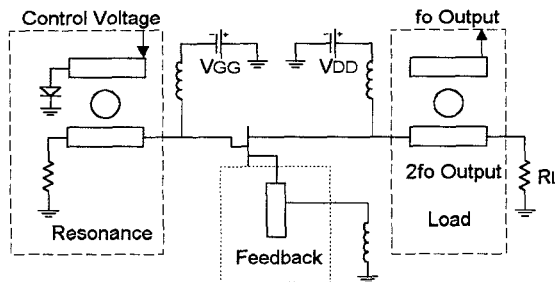 Control Voltage
fo Output
VGG
VDD
2fo Output
RL
Resonance
Feedback
Load